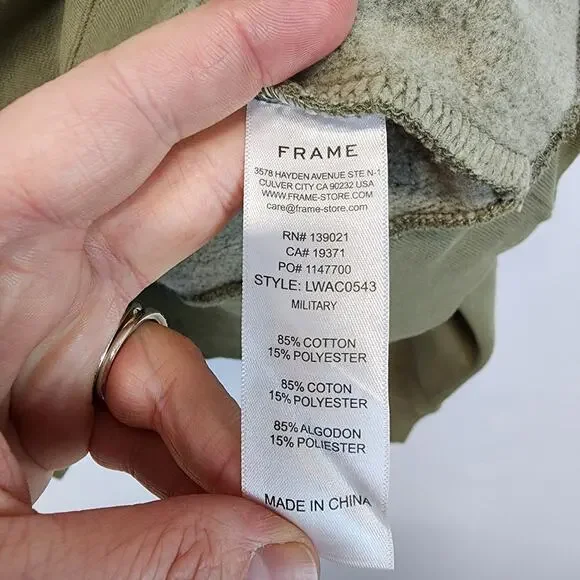 FRAME
3578 HAYDEN AVENUE STE N-1
CULVER CITY CA 90232 USA
WWW.FRAME-STORE.COM
care@frame-store.com
RN# 139021
CA# 19371
PO# 1147700
STYLE: LWAC0543
MILITARY
85% COTTON
15% POLYESTER
85% COTON
15% POLYESTER
85% ALGODON
15% POLIESTER
MADE IN CHINA